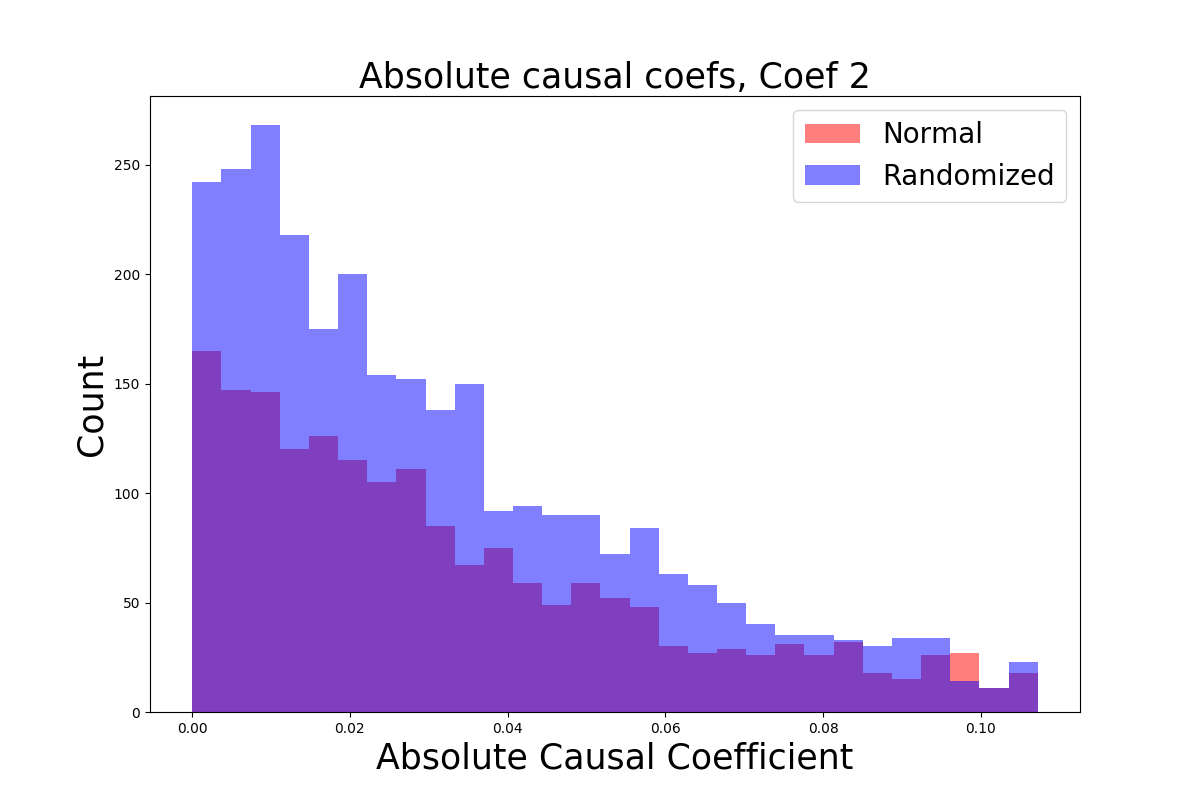 Absolute causal coefs, Coef 2
Normal
Randomized
250
200
150
100
50
0
Count
0.00 0.02 0.04 0.06 0.08 0.10
Absolute Causal Coefficient